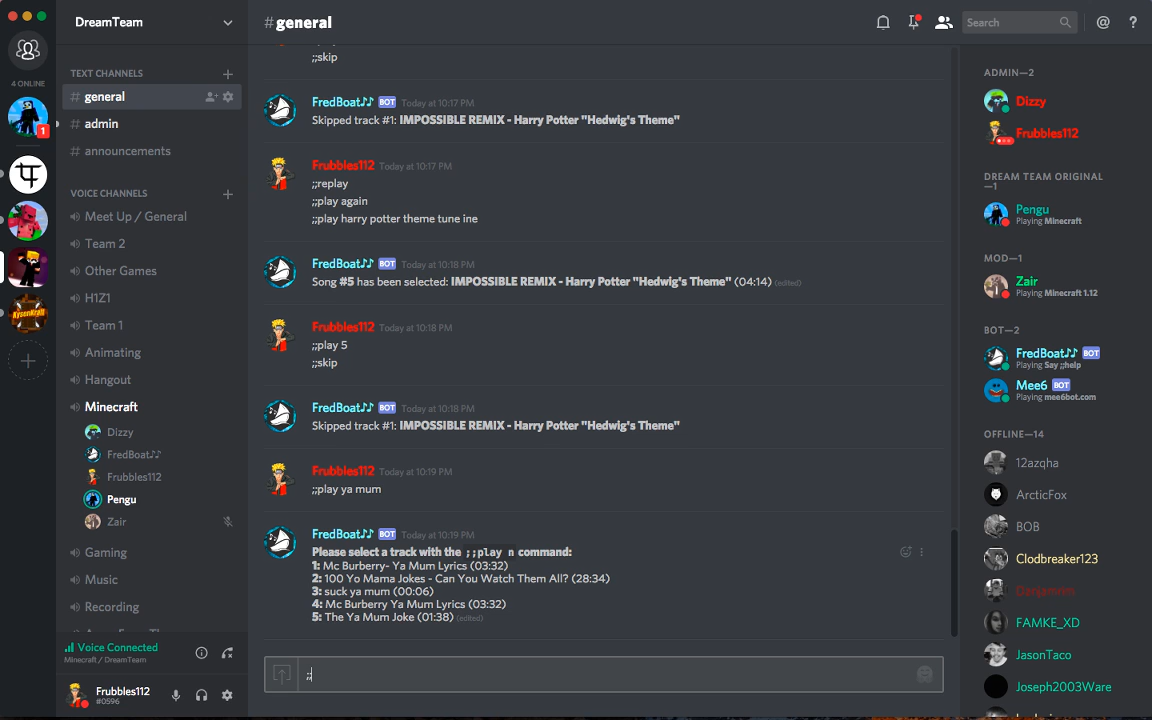 DreamTeam
4 ONLINE
1
TEXT CHANNELS
# general
# admin
# announcements
VOICE CHANNELS
Meet Up / General
Team 2
Other Games
H1Z1
Team 1
Animating
Hangout
Minecraft
Dizzy
FredBoat♪♪
Frubbles112
Pengu
Zair
Gaming
Music
Recording
Voice Connected
Minecraft / DreamTeam
Frubbles112
#0596
#general
Search
@
?
;;skip
FredBoat♪♪ BOT Today at 10:17 PM
Skipped track #1: IMPOSSIBLE REMIX - Harry Potter "Hedwig's Theme"
Frubbles112 Today at 10:17 PM
;;replay
;;play again
;;play harry potter theme tune ine
FredBoat♪♪ BOT Today at 10:18 PM
Song #5 has been selected: IMPOSSIBLE REMIX - Harry Potter "Hedwig's Theme" (04:14) (edited)
Frubbles112 Today at 10:18 PM
;;play 5
;;skip
FredBoat♪♪ BOT Today at 10:18 PM
Skipped track #1: IMPOSSIBLE REMIX - Harry Potter "Hedwig's Theme"
Frubbles112 Today at 10:19 PM
;;play ya mum
FredBoat♪♪ BOT Today at 10:19 PM
Please select a track with the ;;play n command:
1: Mc Burberry- Ya Mum Lyrics (03:32)
2: 100 Yo Mama Jokes - Can You Watch Them All? (28:34)
3: suck ya mum (00:06)
4: Mc Burberry Ya Mum Lyrics (03:32)
5: The Ya Mum Joke (01:38) (edited)
;;
ADMIN—2
Dizzy
Frubbles112
DREAM TEAM ORIGINAL
—1
Pengu
Playing Minecraft
MOD—1
Zair
Playing Minecraft 1.12
BOT—2
FredBoat♪♪ BOT
Playing Say ;;help
Mee6 BOT
Playing mee6bot.com
OFFLINE—14
12azqha
ArcticFox
BOB
Clodbreaker123
FAMKE_XD
JasonTaco
Joseph2003Ware